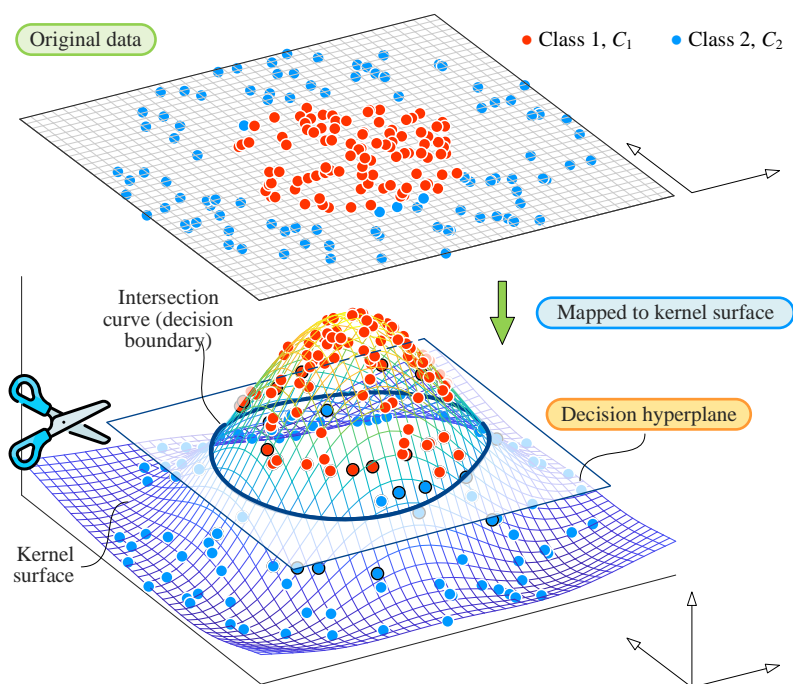 Original data
Class 1, C₁
Class 2, C₂
Intersection
curve (decision
boundary)
Mapped to kernel surface
Decision hyperplane
Kernel
surface